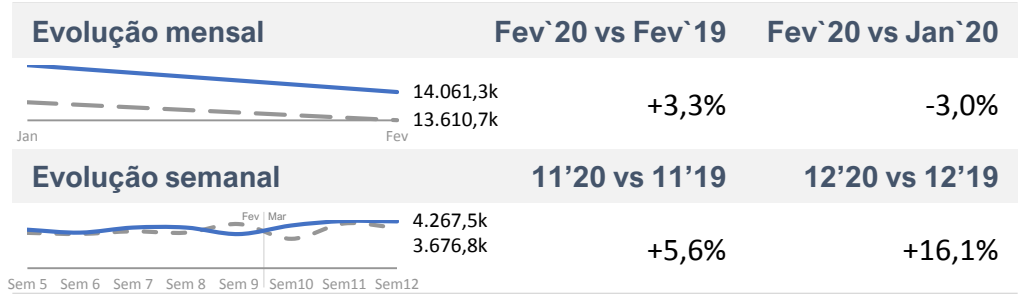 Evolução mensal Fev`20 vs Fev`19 Fev`20 vs Jan`20
14.061,3k
13.610,7k
+3,3% -3,0%
Jan Fev
Evolução semanal 11’20 vs 11’19 12’20 vs 12’19
Fev Mar
4.267,5k
3.676,8k
+5,6% +16,1%
Sem 5 Sem 6 Sem 7 Sem 8 Sem 9 Sem10 Sem11 Sem12